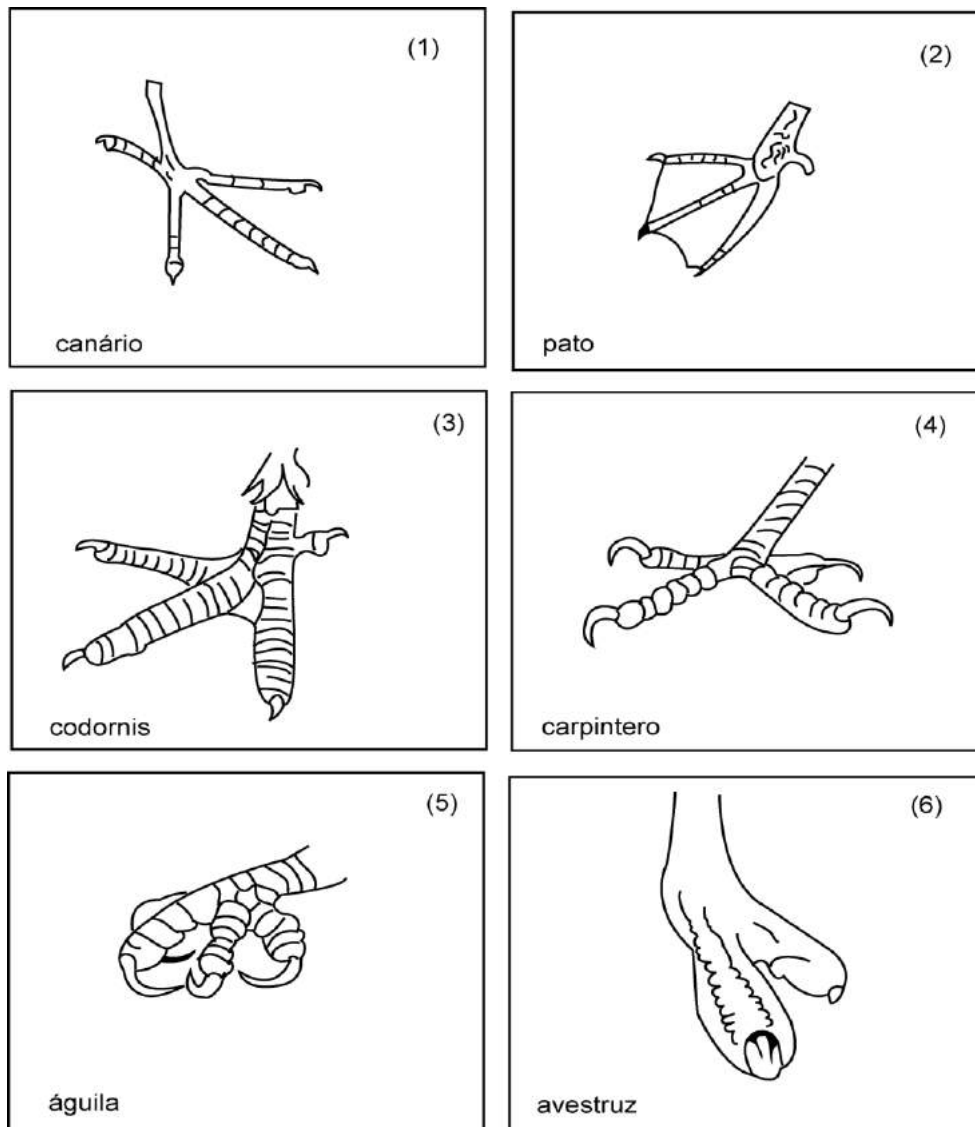 (1)
canário
(2)
pato
(3)
codornis
(4)
carpintero
(5)
águila
(6)
avestruz